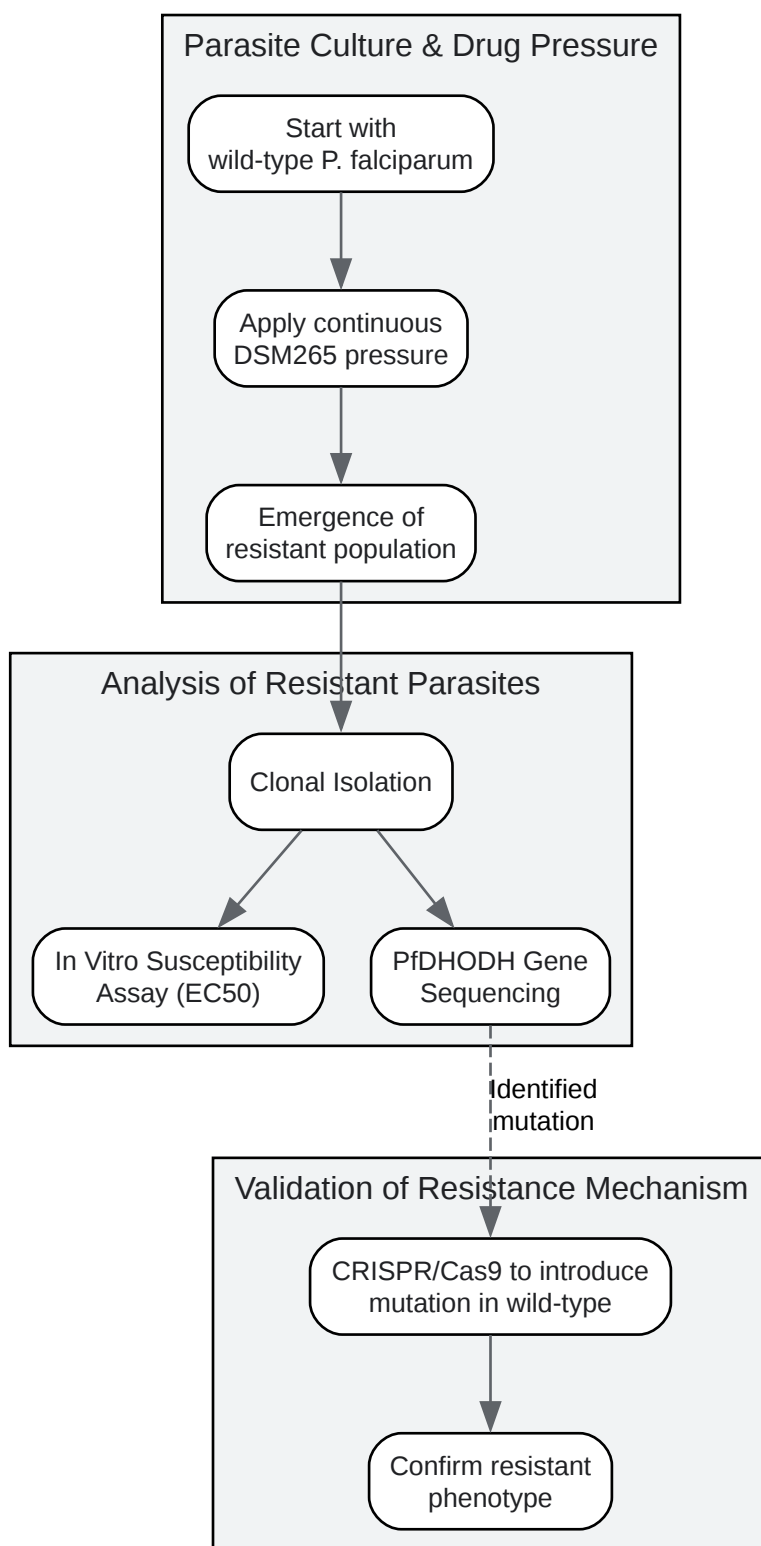 Parasite Culture & Drug Pressure
Start with
wild-type P. falciparum
Apply continuous
DSM265 pressure
Emergence of
resistant population
Analysis of Resistant Parasites
Clonal Isolation
In Vitro Susceptibility
Assay (EC50)
PfDHODH Gene
Sequencing
Identified
mutation
Validation of Resistance Mechanism
CRISPR/Cas9 to introduce
mutation in wild-type
Confirm resistant
phenotype